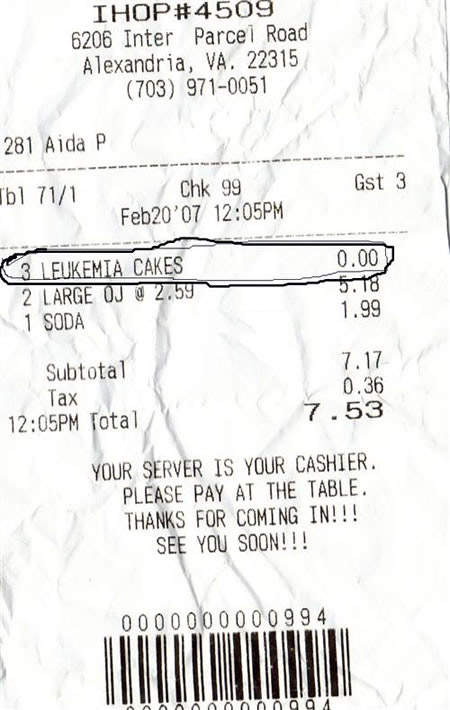 IHOP#4509
6206 Inter Parcel Road
Alexandria, VA. 22315
(703) 971-0051
281 Aida P
Tbl 71/1 Chk 99 Gst 3
Feb20'07 12:05PM
3 LEUKEMIA CAKES 0.00
2 LARGE OJ @ 2.59 5.18
1 SODA 1.99
Subtotal 7.17
Tax 0.36
12:05PM Total 7.53
YOUR SERVER IS YOUR CASHIER.
PLEASE PAY AT THE TABLE.
THANKS FOR COMING IN!!!
SEE YOU SOON!!!
0000000000994
0000000000994